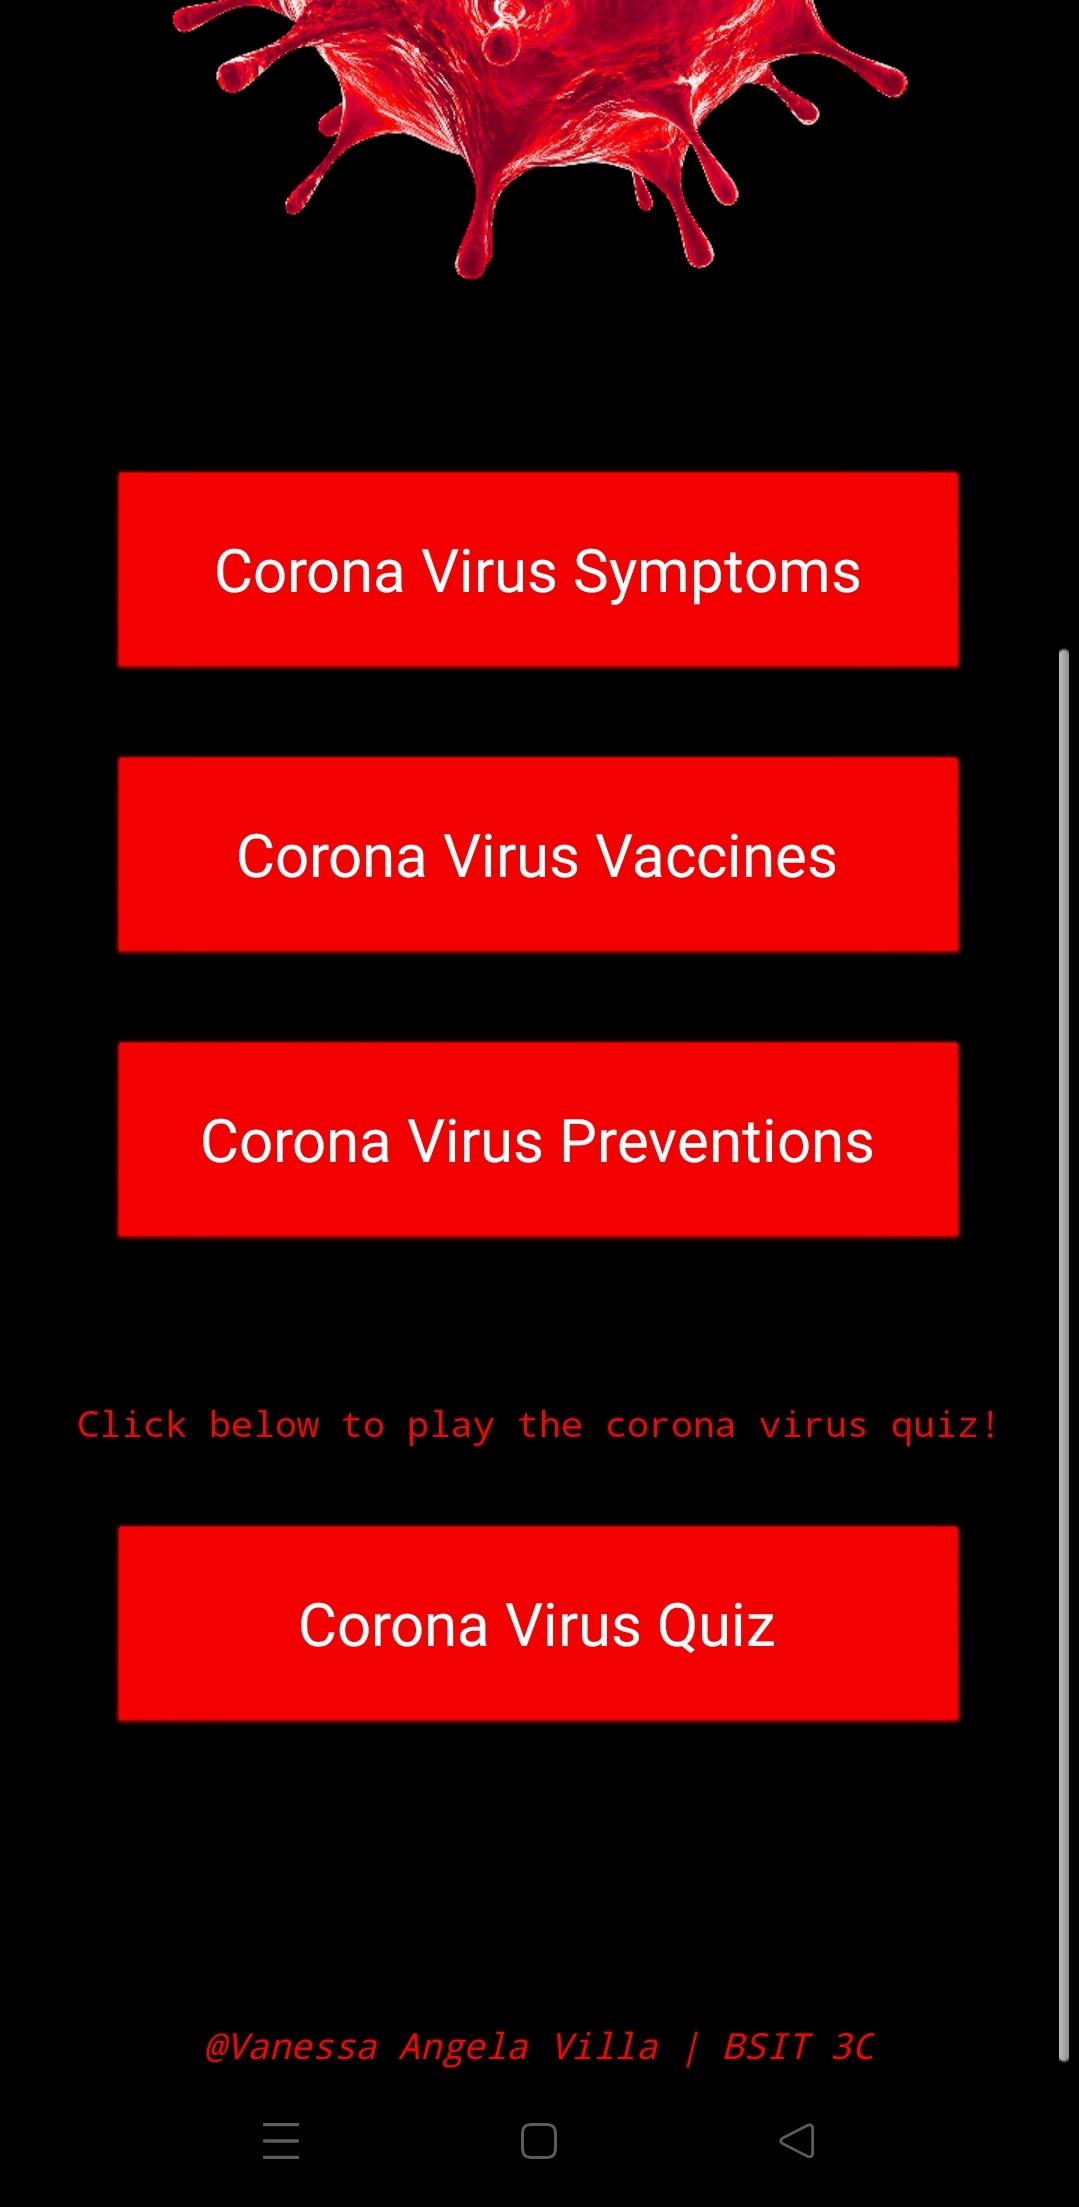 Corona Virus Symptoms
Corona Virus Vaccines
Corona Virus Preventions
Click below to play the corona virus quiz!
Corona Virus Quiz
@Vanessa Angela Villa | BSIT 3C